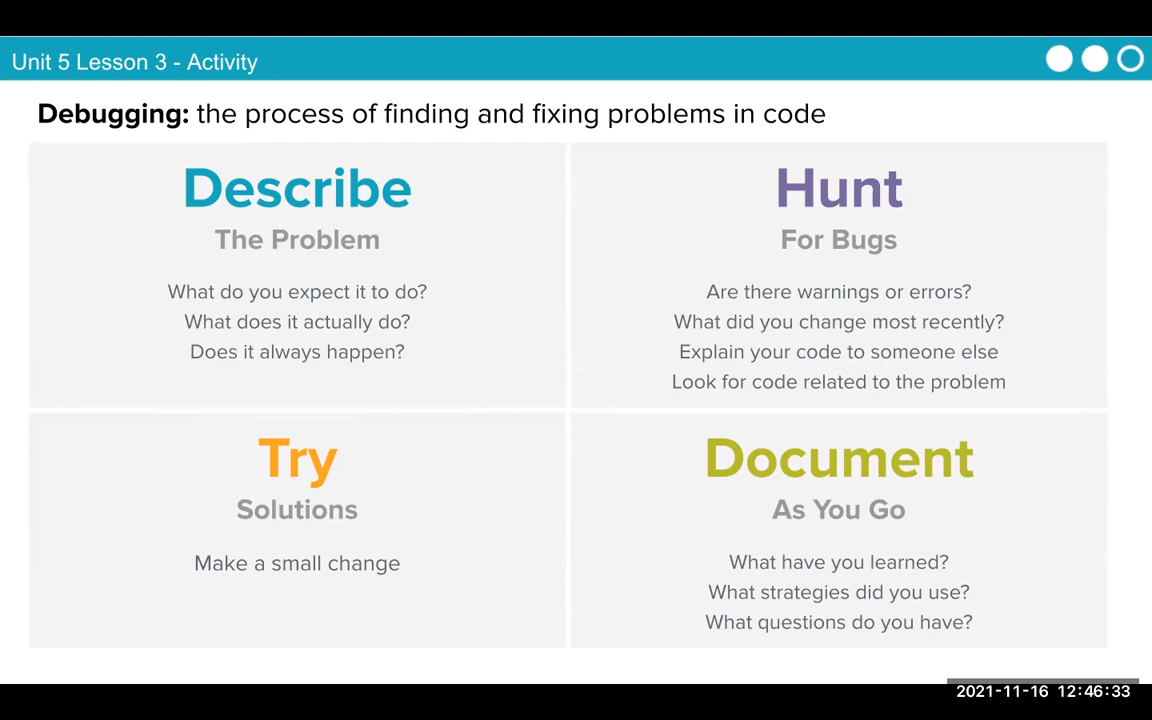 Unit 5 Lesson 3 - Activity
Debugging: the process of finding and fixing problems in code
Describe
The Problem
What do you expect it to do?
What does it actually do?
Does it always happen?
Hunt
For Bugs
Are there warnings or errors?
What did you change most recently?
Explain your code to someone else
Look for code related to the problem
Try
Solutions
Make a small change
Document
As You Go
What have you learned?
What strategies did you use?
What questions do you have?
2021-11-16 12:46:33